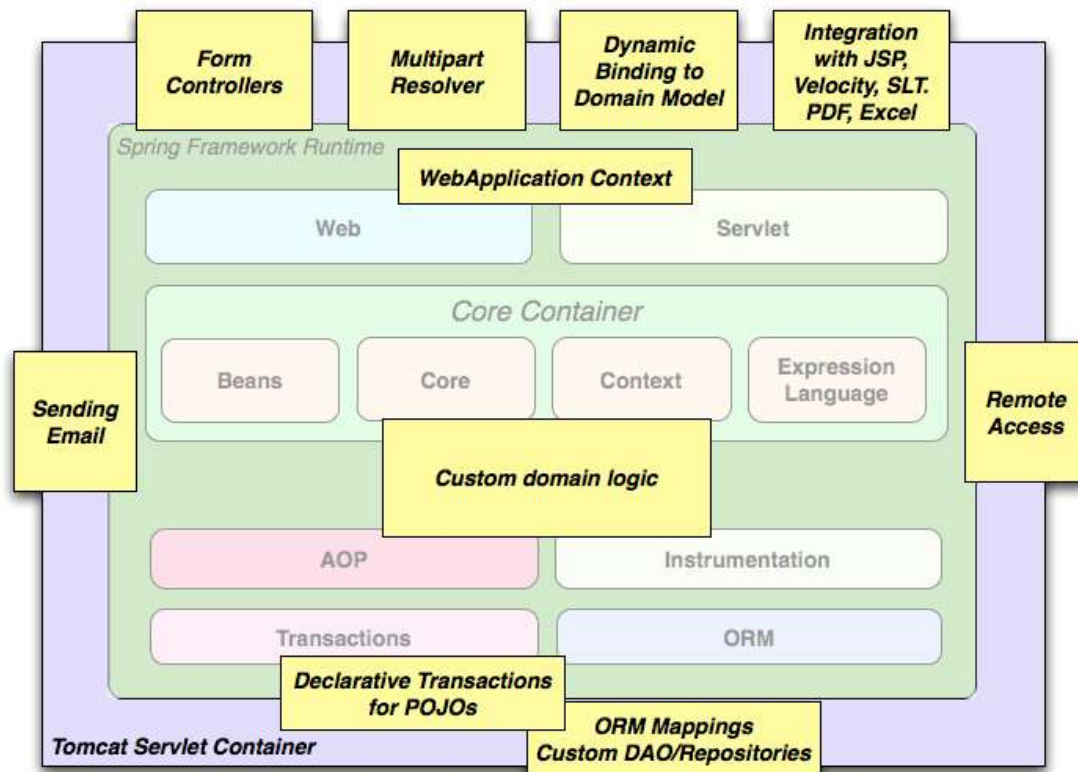 Form
Controllers
Multipart
Resolver
Dynamic
Binding to
Domain Model
Integration
with JSP,
Velocity, SLT.
PDF, Excel
Spring Framework Runtime
WebApplication Context
Web
Servlet
Core Container
Beans
Core
Context
Expression
Language
Sending
Email
Remote
Access
Custom domain logic
AOP
Instrumentation
Transactions
ORM
Declarative Transactions
for POJOs
ORM Mappings
Custom DAO/Repositories
Tomcat Servlet Container